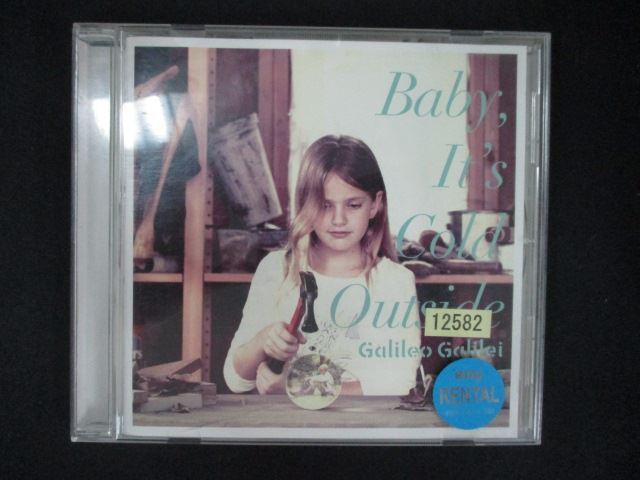 Baby,
It's
Cold
Outside
Galileo Galilei
12582
RENTAL